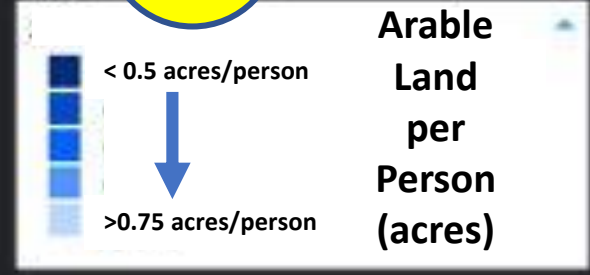 < 0.5 acres/person
>0.75 acres/person
Arable
Land
per
Person
(acres)